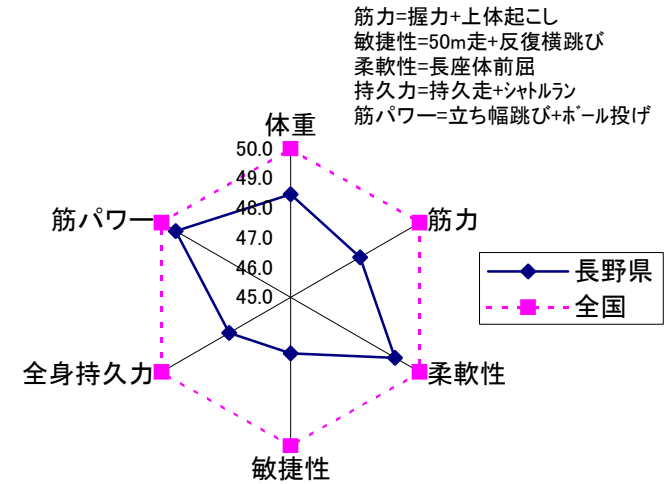 筋力=握力+上体起こし
敏捷性=50m走+反復横跳び
柔軟性=長座体前屈
持久力=持久走+ｼｬﾄﾙﾗﾝ
筋パワー=立ち幅跳び+ﾎﾞｰﾙ投げ
体重
50.0
49.0
48.0
47.0
46.0
45.0
筋パワー
筋力
長野県
全国
全身持久力
柔軟性
敏捷性